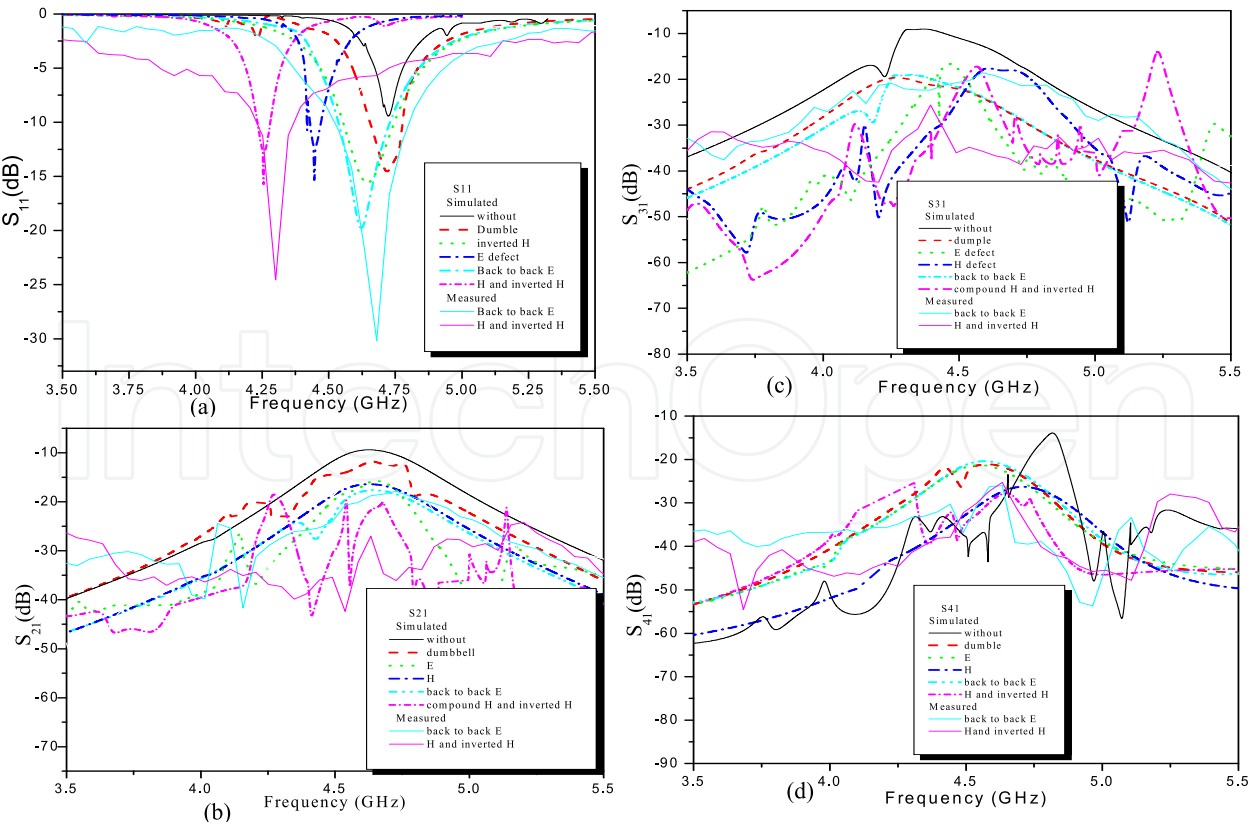 0
-5
-10
-15
-20
-25
-30
S11(dB)
S11
Simulated
without
Dumble
inverted H
E defect
Back to back E
H and inverted H
Measured
Back to back E
H and inverted H
3.50 3.75 4.00 4.25 4.50 4.75 5.00 5.25 5.50
Frequency (GHz)
(a)
-10
-20
-30
-40
-50
-60
-70
-80
S31(dB)
S31
Simulated
without
dumple
E defect
H defect
back to back E
compound H and inverted H
Measured
back to back E
H and inverted H
3.5 4.0 4.5 5.0 5.5
Frequency (GHz)
(c)
IntechOpen
-10
-20
-30
-40
-50
-60
-70
S21(dB)
S21
Simulated
without
dumbbell
E
H
back to back E
compound H and inverted H
Measured
back to back E
H and inverted H
3.5 4.0 4.5 5.0 5.5
Frequency (GHz)
(b)
-10
-20
-30
-40
-50
-60
-70
-80
-90
S41(dB)
S41
Simulated
without
dumble
E
H
back to back E
H and inverted H
Measured
back to back E
Hand inverted H
3.5 4.0 4.5 5.0 5.5
Frequency (GHz)
(d)